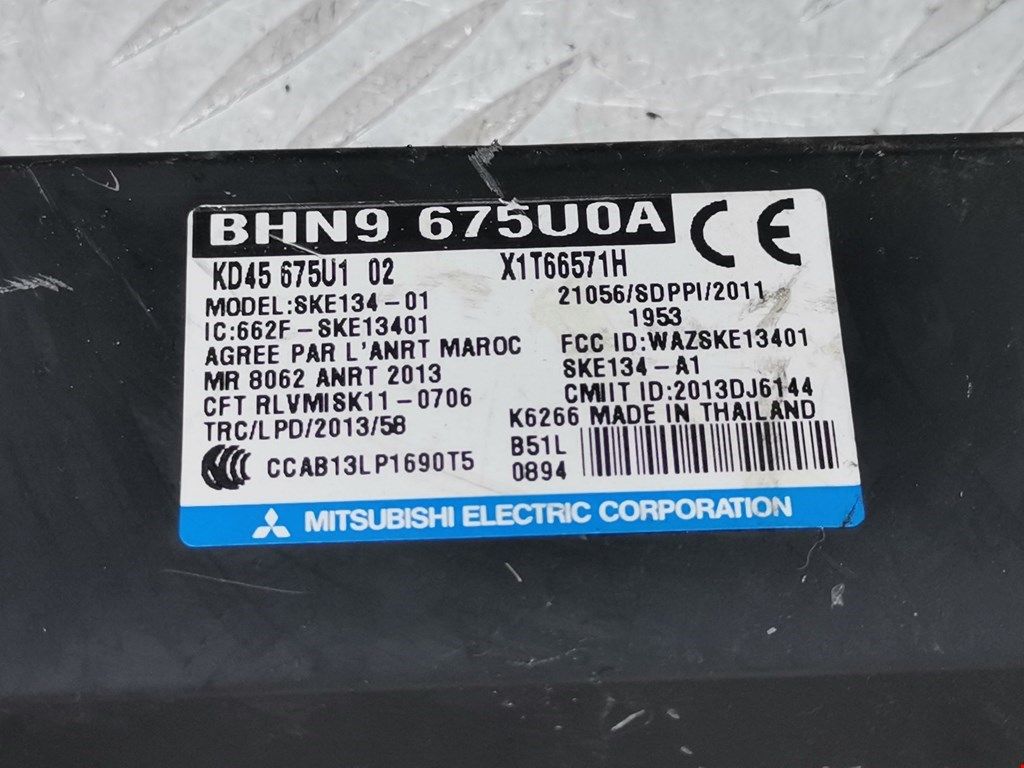 BHN9 675U0A
CE
KD45 675U1 02 X1T66571H
MODEL:SKE134-01
21056/SDPPI/2011
IC:662F-SKE13401
1953
AGREE PAR L'ANRT MAROC
FCC ID:WAZSKE13401
MR 8062 ANRT 2013
SKE134-A1
CFT RLVMISK11-0706
CMIIT ID:2013DJ6144
TRC/LPD/2013/58
K6266 MADE IN THAILAND
B51L
0894
CCAB13LP1690T5
MITSUBISHI ELECTRIC CORPORATION